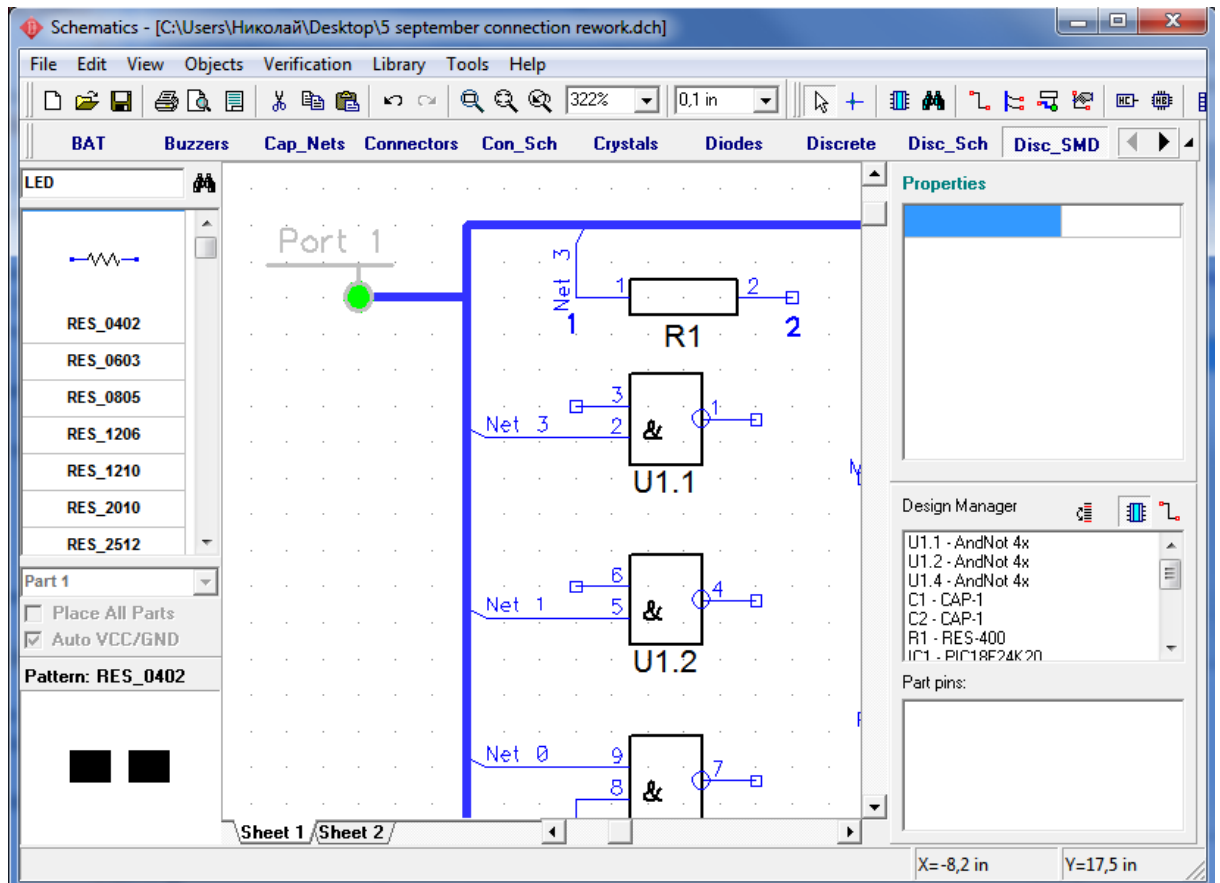 Schematics - [C:\Users\Николай\Desktop\5 september connection rework.dch]
File Edit View Objects Verification Library Tools Help
322% 0,1 in
BAT Buzzers Cap_Nets Connectors Con_Sch Crystals Diodes Discrete Disc_Sch Disc_SMD
LED
RES_0402
RES_0603
RES_0805
RES_1206
RES_1210
RES_2010
RES_2512
Part 1
Place All Parts
Auto VCC/GND
Pattern: RES_0402
Port 1
Net 3
1 2
1 2
R1
3 1
Net 3 2 &
U1.1
6 4
Net 1 5 &
U1.2
Net 0 9 7
8 &
Sheet 1 Sheet 2
Properties
Design Manager
U1.1 - AndNot 4x
U1.2 - AndNot 4x
U1.4 - AndNot 4x
C1 - CAP-1
C2 - CAP-1
R1 - RES-400
IC1 - PIC18F24K20
Part pins:
X=-8,2 in Y=17,5 in